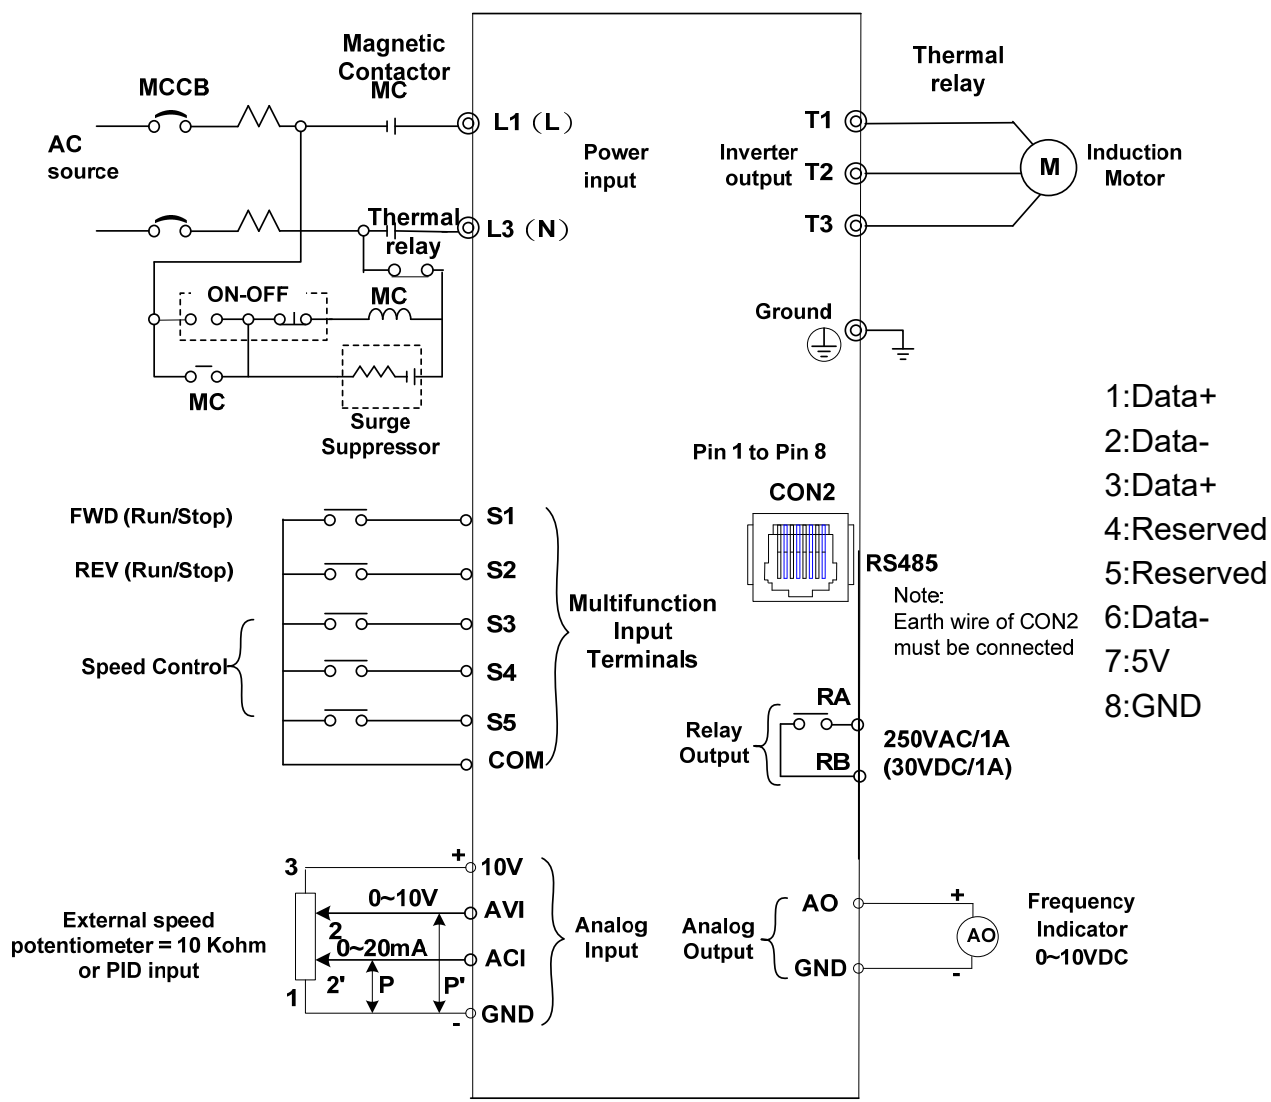 Magnetic
Contactor
MC
MCCB
AC
source
L1 (L)
Power
input
L3 (N)
Thermal
relay
ON-OFF
MC
MC
Surge
Suppressor
Thermal
relay
T1
Inverter
output
T2
T3
M
Induction
Motor
Ground
Pin 1 to Pin 8
CON2
RS485
Note:
Earth wire of CON2
must be connected
1:Data+
2:Data-
3:Data+
4:Reserved
5:Reserved
6:Data-
7:5V
8:GND
FWD (Run/Stop)
REV (Run/Stop)
Speed Control
S1
S2
S3
S4
S5
COM
Multifunction
Input
Terminals
Relay
Output
RA
RB
250VAC/1A
(30VDC/1A)
External speed
potentiometer = 10 Kohm
or PID input
3
+
10V
0~10V
AVI
2
0~20mA
ACI
2'
P
P'
1
-
GND
Analog
Input
Analog
Output
AO
GND
+
AO
-
Frequency
Indicator
0~10VDC